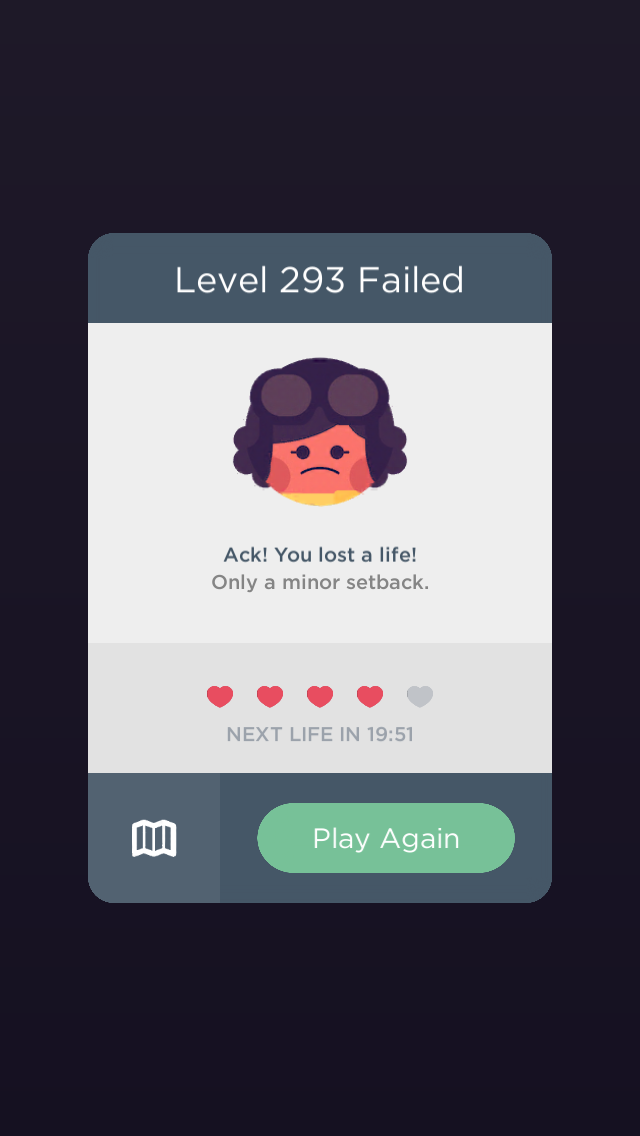 Level 293 Failed
Ack! You lost a life!
Only a minor setback.
NEXT LIFE IN 19:51
Play Again